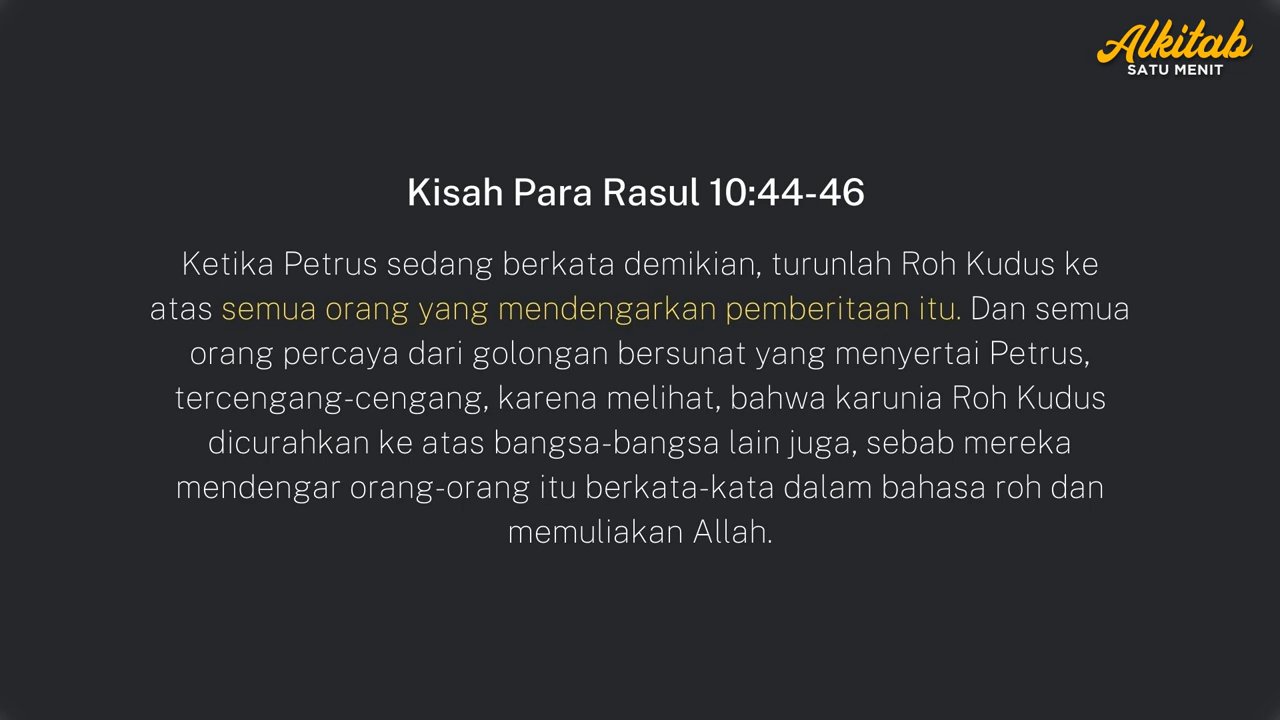 Alkitab
SATU MENIT
Kisah Para Rasul 10:44-46
Ketika Petrus sedang berkata demikian, turunlah Roh Kudus ke
atas semua orang yang mendengarkan pemberitaan itu. Dan semua
orang percaya dari golongan bersunat yang menyertai Petrus,
tercengang-cengang, karena melihat, bahwa karunia Roh Kudus
dicurahkan ke atas bangsa-bangsa lain juga, sebab mereka
mendengar orang-orang itu berkata-kata dalam bahasa roh dan
memuliakan Allah.